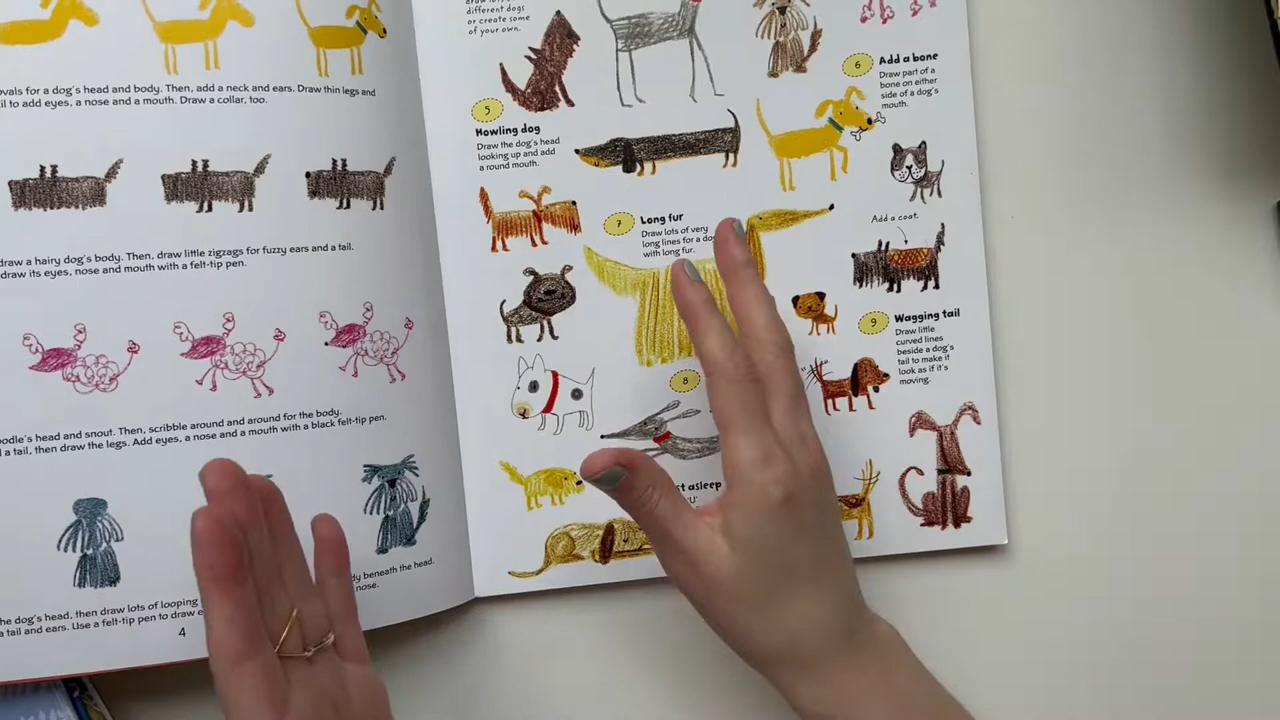 ovals for a dog's head and body. Then, add a neck and ears. Draw thin legs and
il to add eyes, a nose and a mouth. Draw a collar, too.
draw a hairy dog's body. Then, draw little zigzags for fuzzy ears and a tail.
draw its eyes, nose and mouth with a felt-tip pen.
oodle's head and snout. Then, scribble around and around for the body.
a tail, then draw the legs. Add eyes, a nose and a mouth with a black felt-tip pen.
dy beneath the head.
nose.
he dog's head, then draw lots of looping
a tail and ears. Use a felt-tip pen to draw e
4
different dogs
or create some
of your own.
5
Howling dog
Draw the dog's head
looking up and add
a round mouth.
6
Add a bone
Draw part of a
bone on either
side of a dog's
mouth.
7
Long fur
Draw lots of very
long lines for a do
with long fur.
Add a coat.
8
st asleep
'U'
9
Wagging tail
Draw little
curved lines
beside a dog's
tail to make it
look as if it's
moving.